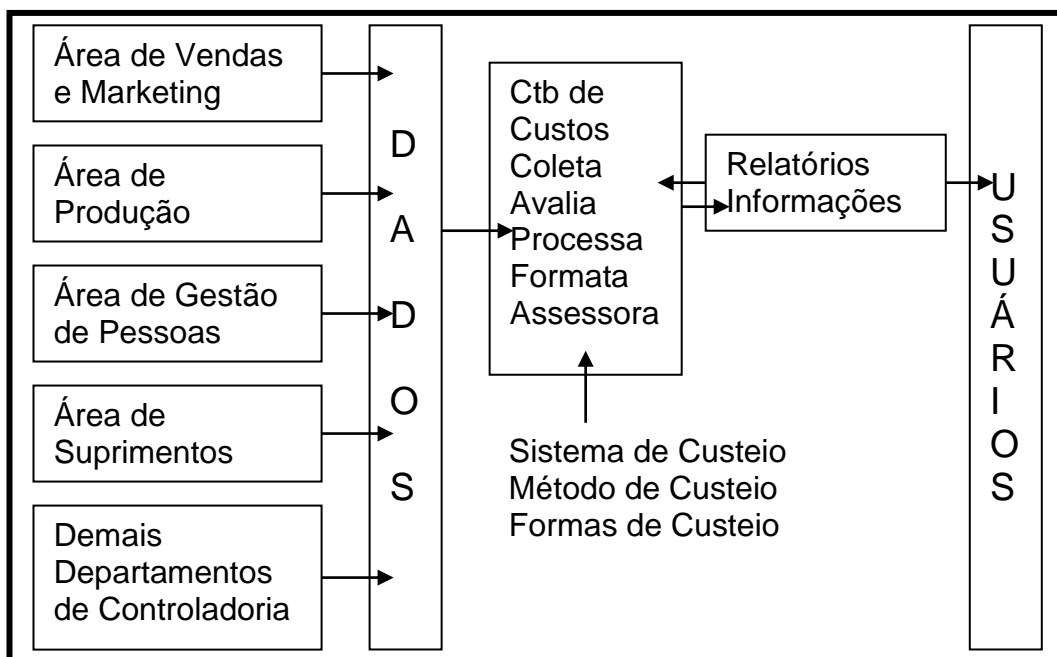 Área de Vendas
e Marketing
Área de
Produção
Área de Gestão
de Pessoas
Área de
Suprimentos
Demais
Departamentos
de Controladoria
D
A
D
O
S
Ctb de
Custos
Coleta
Avalia
Processa
Formata
Assessora
Sistema de Custeio
Método de Custeio
Formas de Custeio
Relatórios
Informações
U
S
U
Á
R
I
O
S